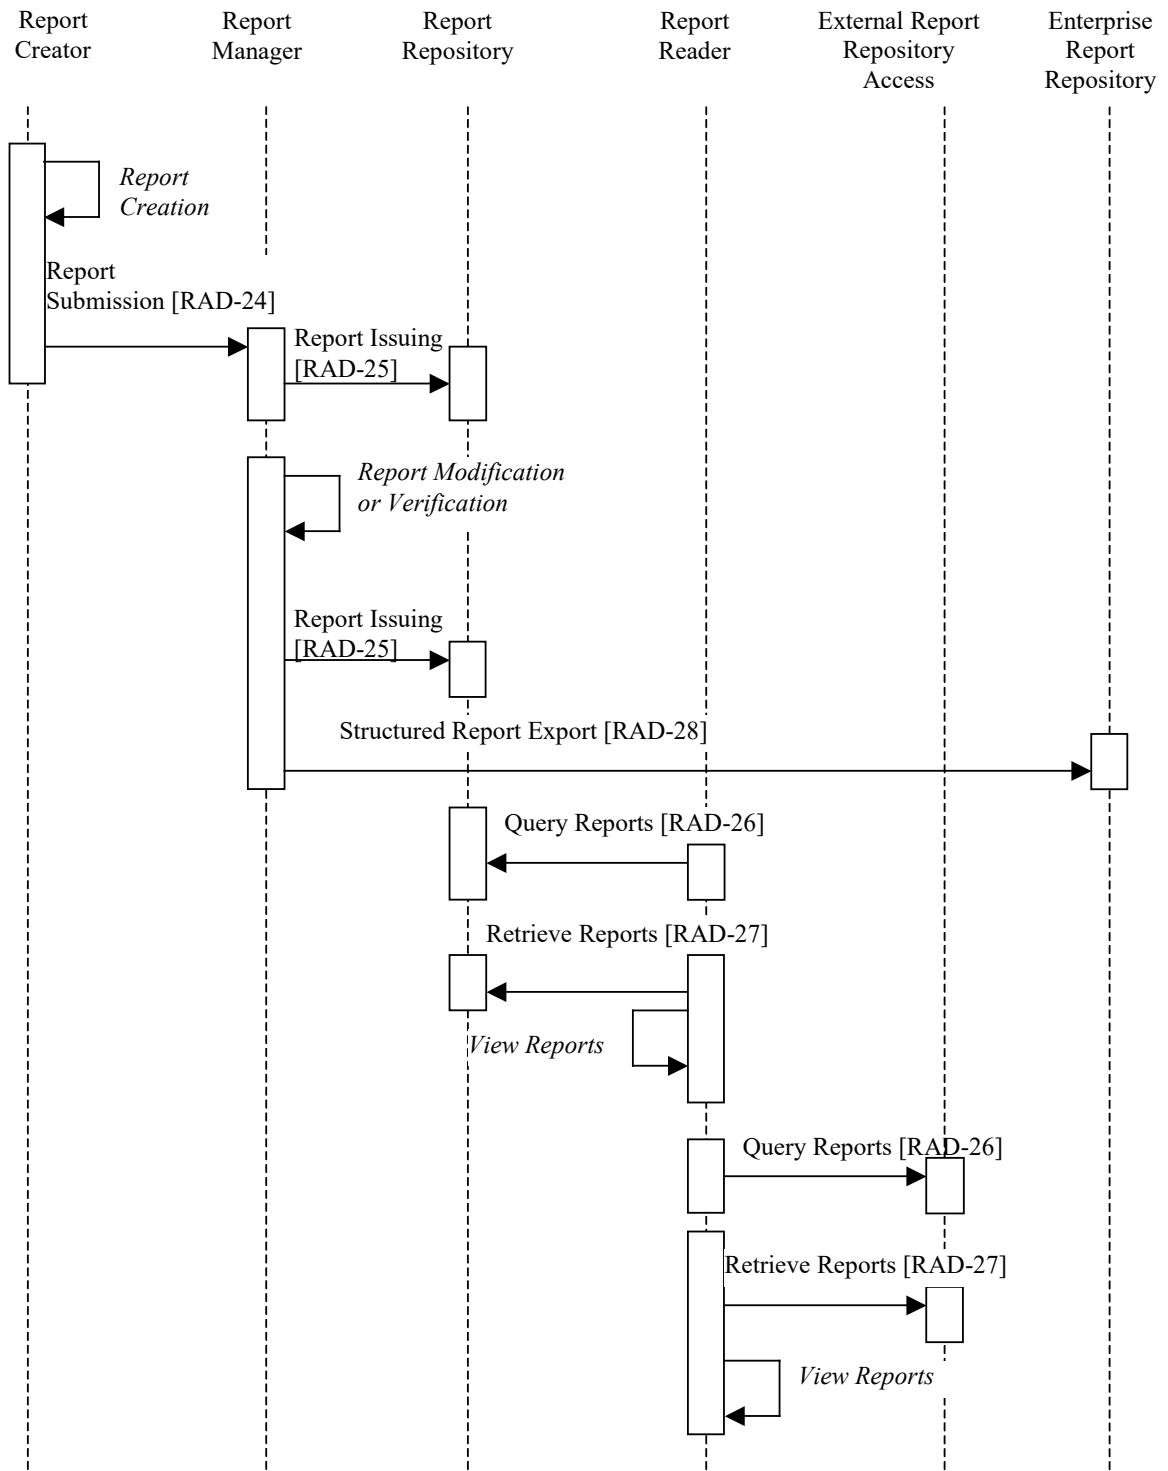 Report
Creator
Report
Manager
Report
Repository
Report
Reader
External Report
Repository
Access
Enterprise
Report
Repository
Report
Creation
Report
Submission [RAD-24]
Report Issuing
[RAD-25]
Report Modification
or Verification
Report Issuing
[RAD-25]
Structured Report Export [RAD-28]
Query Reports [RAD-26]
Retrieve Reports [RAD-27]
View Reports
Query Reports [RAD-26]
Retrieve Reports [RAD-27]
View Reports